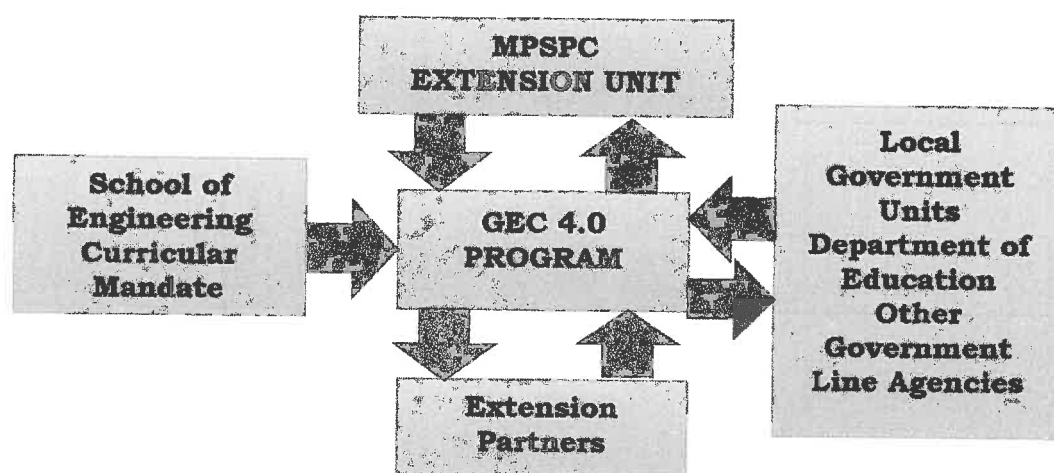 MPSPC
EXTENSION UNIT
School of
Engineering
Curricular
Mandate
GEC 4.0
PROGRAM
Local
Government
Units
Department of
Education
Other
Government
Line Agencies
Extension
Partners